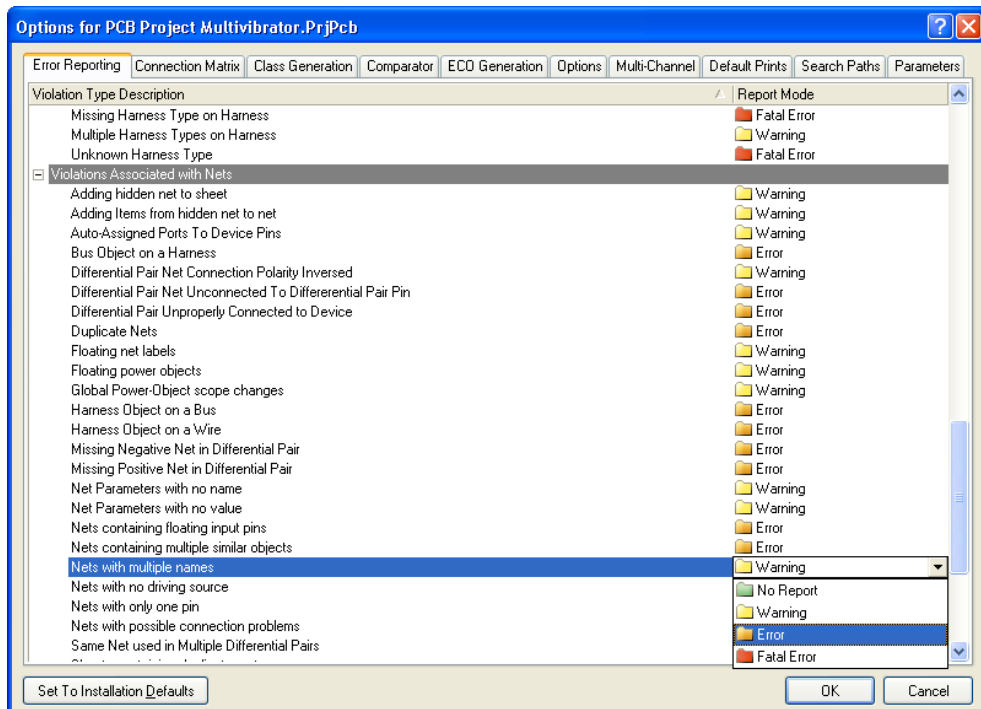 Options for PCB Project Multivibrator.PrjPcb
Error Reporting Connection Matrix Class Generation Comparator ECO Generation Options Multi-Channel Default Prints Search Paths Parameters
Violation Type Description Report Mode
Missing Harness Type on Harness Fatal Error
Multiple Harness Types on Harness Warning
Unknown Harness Type Fatal Error
Violations Associated with Nets
Adding hidden net to sheet Warning
Adding Items from hidden net to net Warning
Auto-Assigned Ports To Device Pins Warning
Bus Object on a Harness Error
Differential Pair Net Connection Polarity Inversed Warning
Differential Pair Net Unconnected To Differerential Pair Pin Error
Differential Pair Unproperly Connected to Device Error
Duplicate Nets Error
Floating net labels Warning
Floating power objects Warning
Global Power-Object scope changes Warning
Harness Object on a Bus Error
Harness Object on a Wire Error
Missing Negative Net in Differential Pair Error
Missing Positive Net in Differential Pair Error
Net Parameters with no name Warning
Net Parameters with no value Warning
Nets containing floating input pins Error
Nets containing multiple similar objects Error
Nets with multiple names Warning
Nets with no driving source No Report
Nets with only one pin Warning
Nets with possible connection problems Error
Same Net used in Multiple Differential Pairs Fatal Error
Set To Installation Defaults OK Cancel